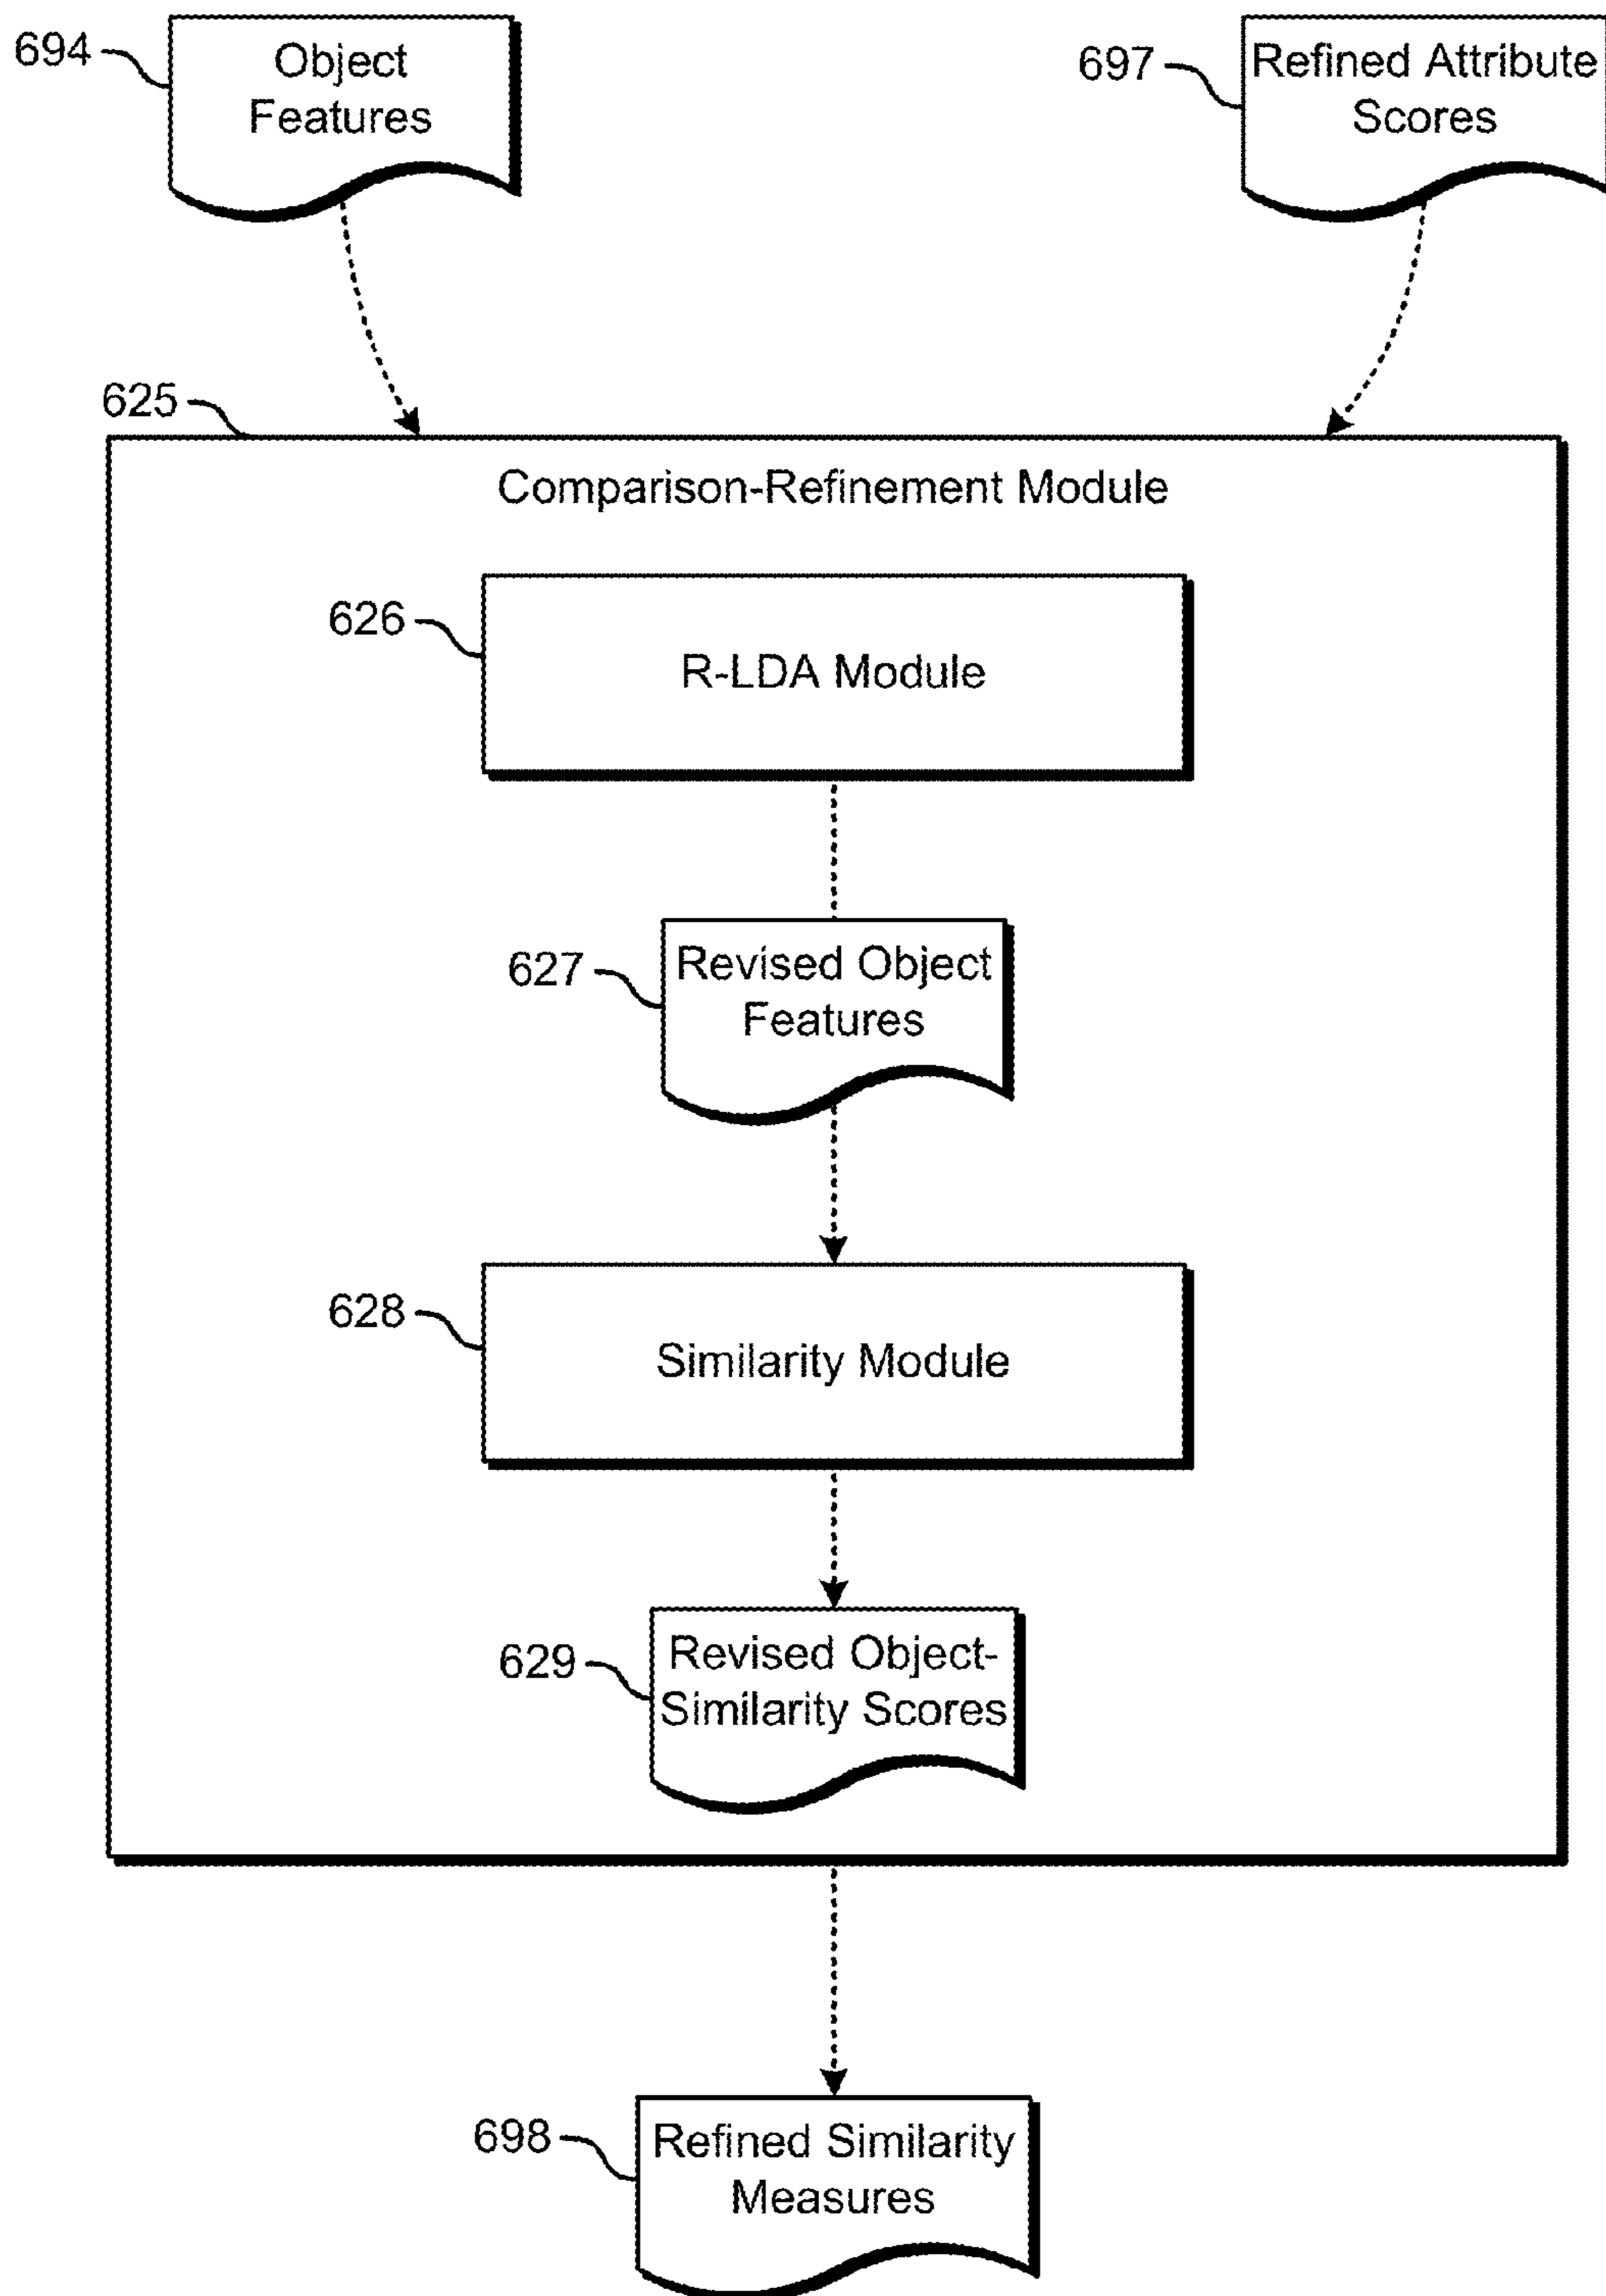 694
Object
Features
697
Refined Attribute
Scores
625
Comparison-Refinement Module
626
R-LDA Module
627
Revised Object
Features
628
Similarity Module
629
Revised Object-
Similarity Scores
698
Refined Similarity
Measures